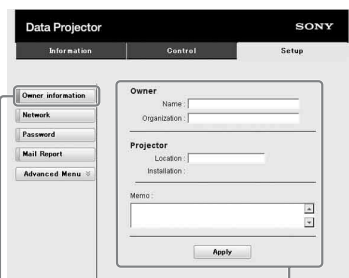 Data Projector SONY
Information Control Setup
Owner information
Network
Password
Mail Report
Advanced Menu
Owner
Name :
Organization :
Projector
Location :
Installation :
Memo :
Apply